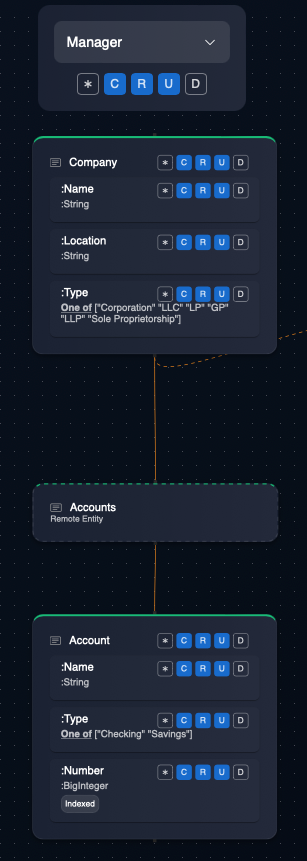 Manager
* C R U D
Company * C R U D
:Name * C R U D
:String
:Location * C R U D
:String
:Type * C R U D
One of ["Corporation" "LLC" "LP" "GP"
"LLP" "Sole Proprietorship"]
Accounts
Remote Entity
Account * C R U D
:Name * C R U D
:String
:Type * C R U D
One of ["Checking" "Savings"]
:Number * C R U D
:BigInteger
Indexed